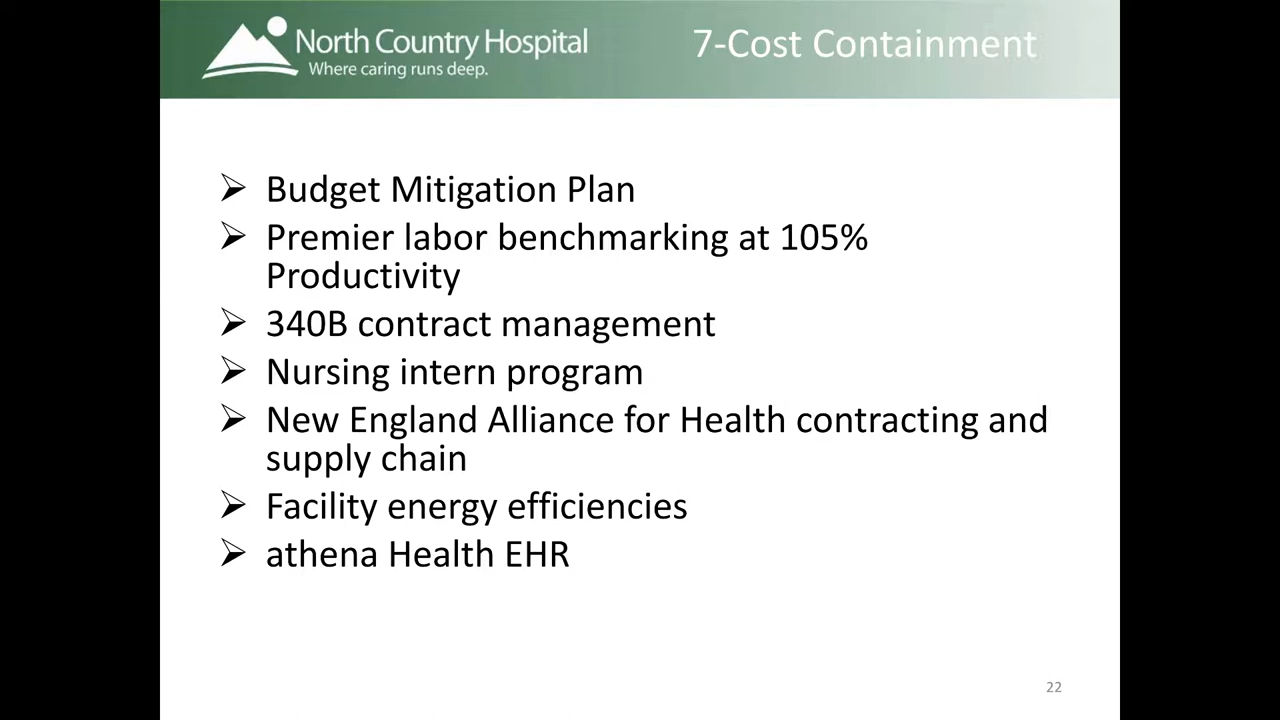 North Country Hospital
Where caring runs deep.
7-Cost Containment
Budget Mitigation Plan
Premier labor benchmarking at 105%
Productivity
340B contract management
Nursing intern program
New England Alliance for Health contracting and
supply chain
Facility energy efficiencies
athena Health EHR
22